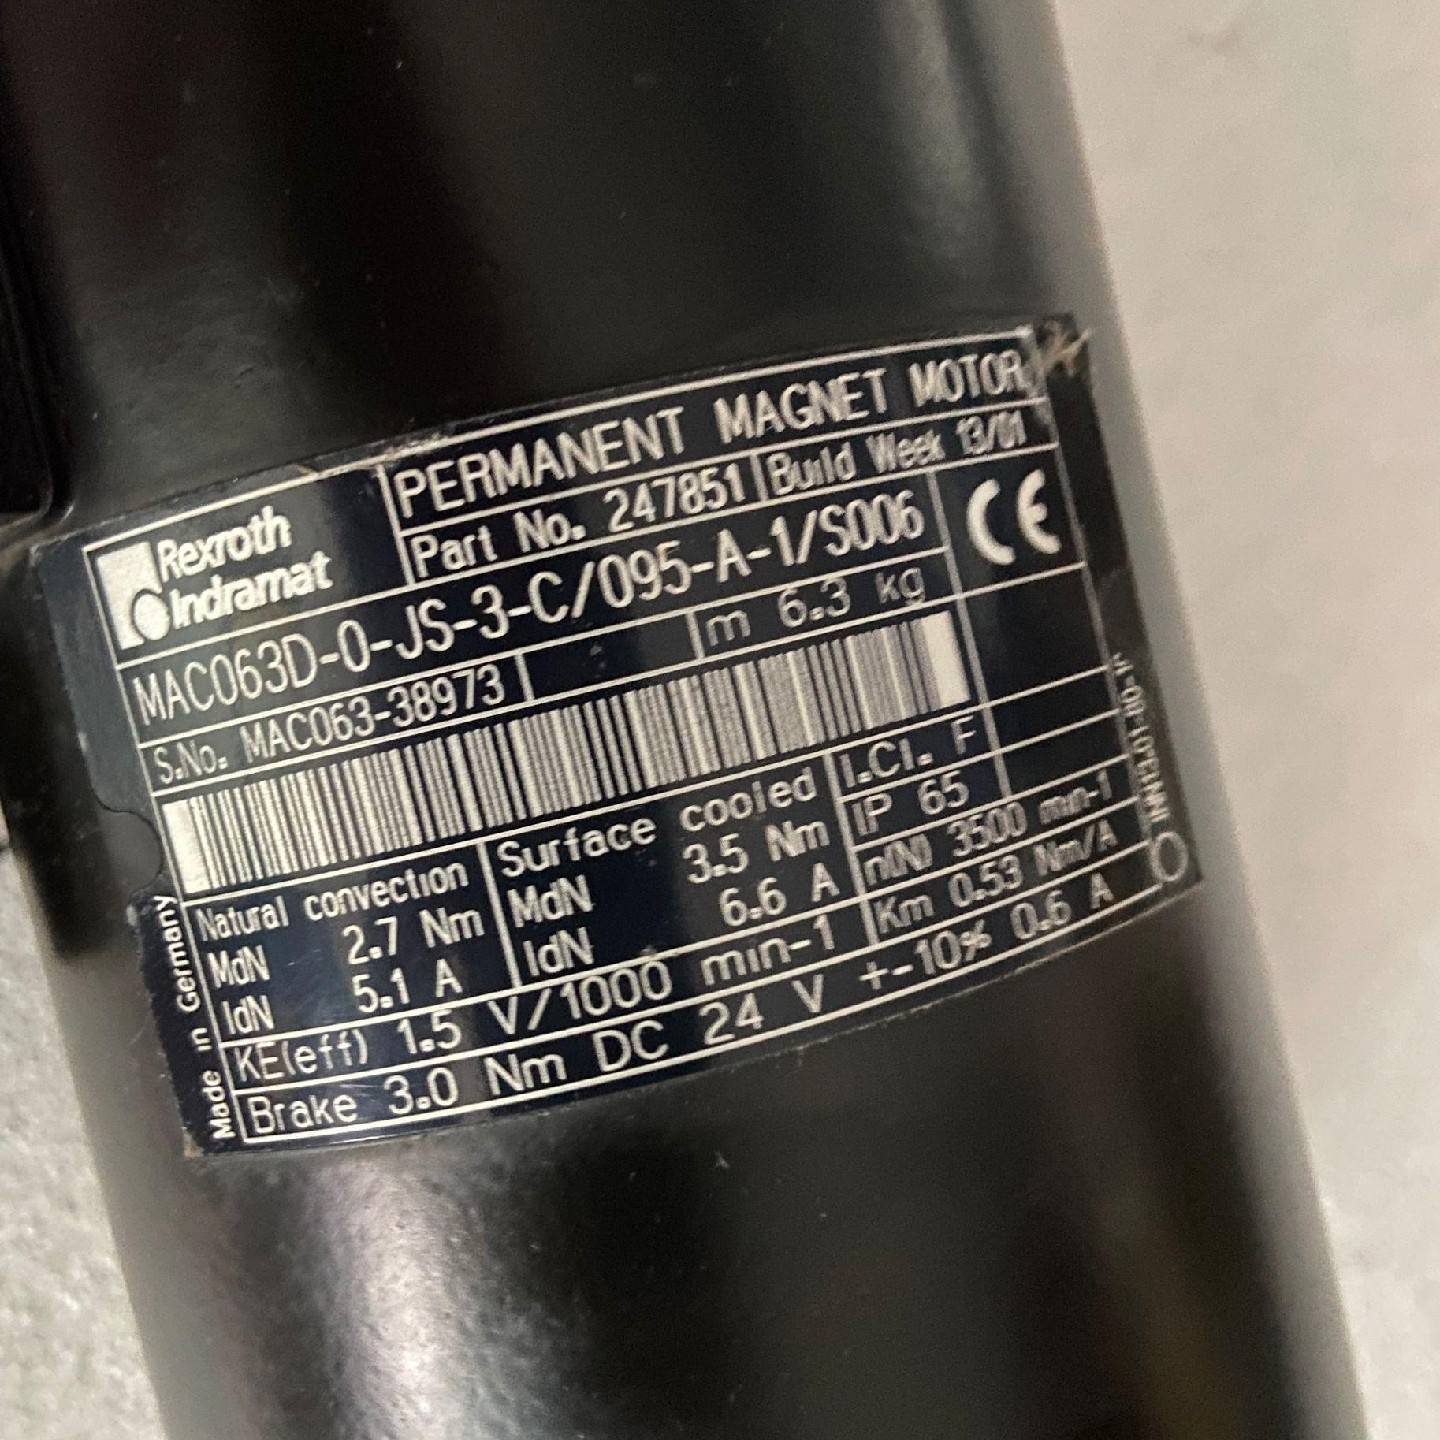 Rexroth
Indramat
PERMANENT MAGNET MOTOR
Part No. 247851 Build Week 13/01
MAC063D-0-JS-3-C/095-A-1/S006
CE
S.No. MAC063-38973 m 6.3 kg
I.Cl. F
IP 65
n(N) 3500 min-1
Km 0.53 Nm/A
Natural convection
MdN 2.7 Nm
IdN 5.1 A
Surface cooled
MdN 3.5 Nm
IdN 6.6 A
KE(eff) 1.5 V/1000 min-1
Brake 3.0 Nm DC 24 V +-10% 0.6 A
Made in Germany